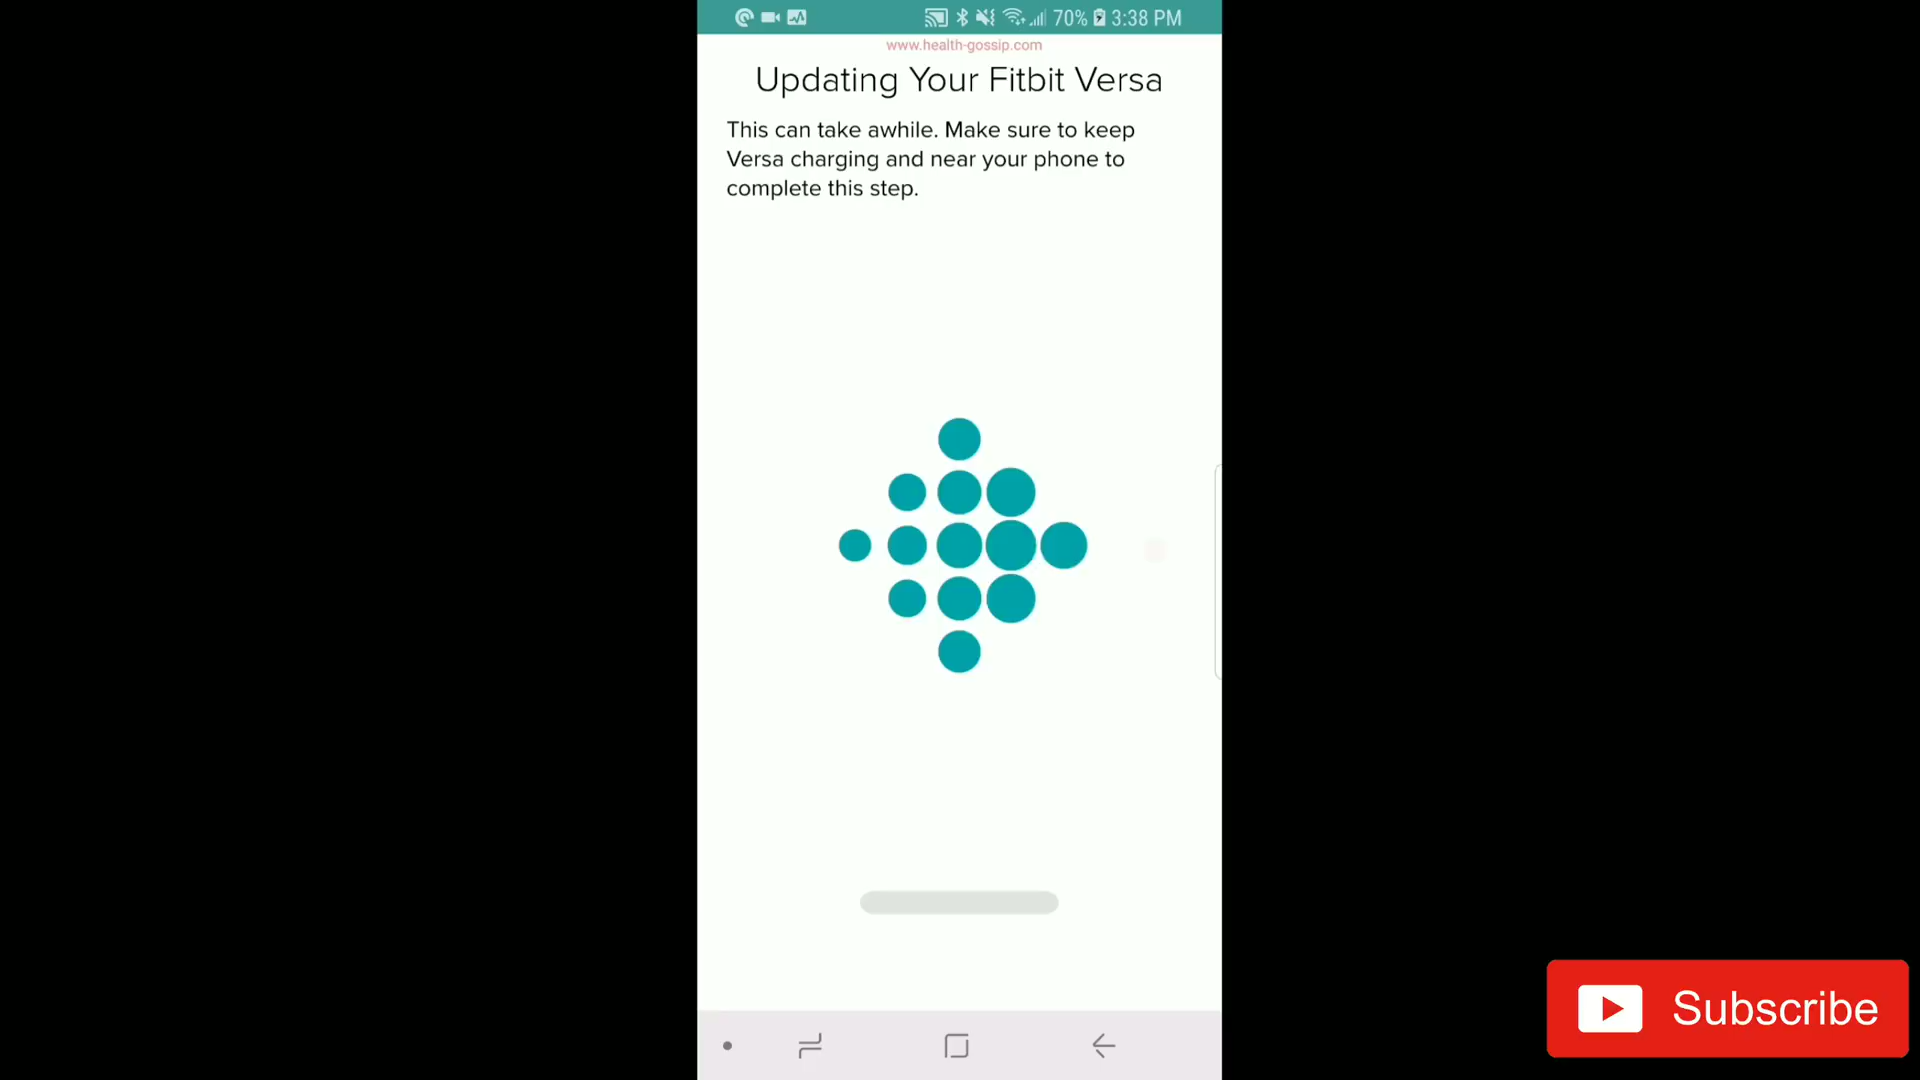 70% 3:38 PM
www.health-gossip.com
Updating Your Fitbit Versa
This can take awhile. Make sure to keep
Versa charging and near your phone to
complete this step.
Subscribe